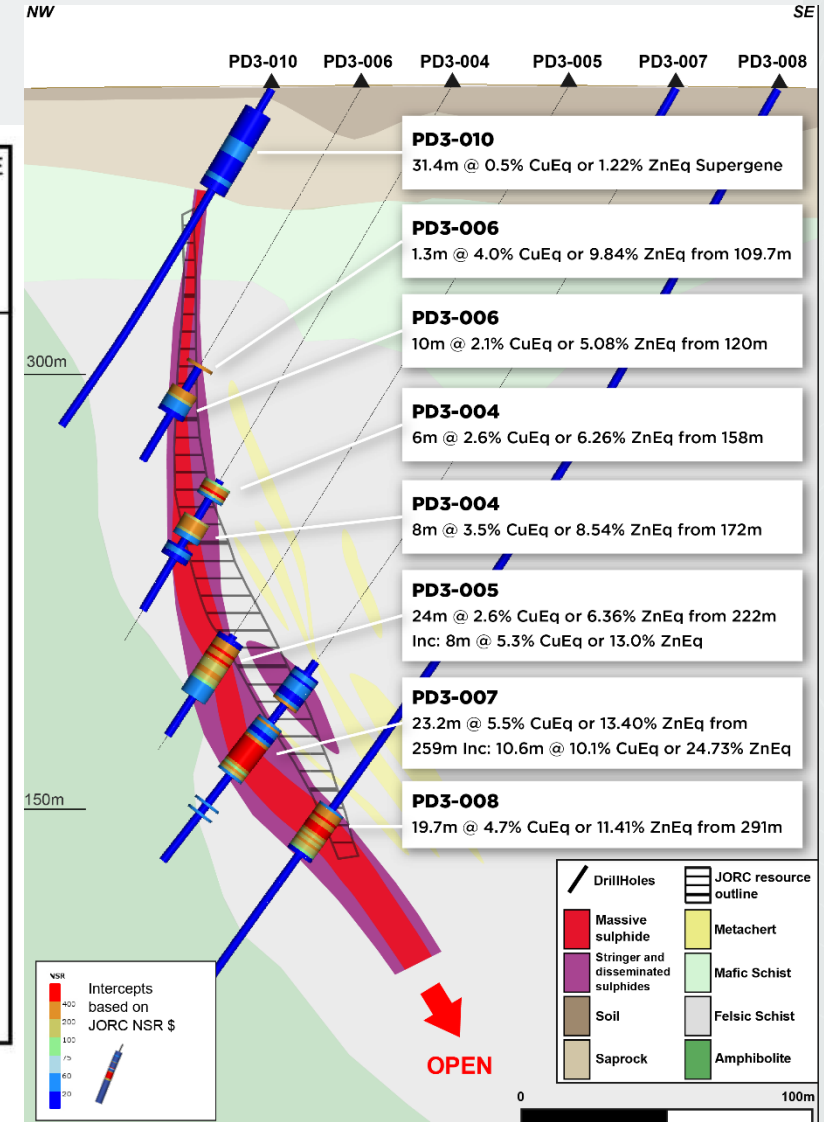 NW
SE
PD3-010 PD3-006 PD3-004 PD3-005 PD3-007 PD3-008
PD3-010
31.4m @ 0.5% CuEq or 1.22% ZnEq Supergene
PD3-006
1.3m @ 4.0% CuEq or 9.84% ZnEq from 109.7m
PD3-006
10m @ 2.1% CuEq or 5.08% ZnEq from 120m
300m
PD3-004
6m @ 2.6% CuEq or 6.26% ZnEq from 158m
PD3-004
8m @ 3.5% CuEq or 8.54% ZnEq from 172m
PD3-005
24m @ 2.6% CuEq or 6.36% ZnEq from 222m
Inc: 8m @ 5.3% CuEq or 13.0% ZnEq
PD3-007
23.2m @ 5.5% CuEq or 13.40% ZnEq from
259m Inc: 10.6m @ 10.1% CuEq or 24.73% ZnEq
150m
PD3-008
19.7m @ 4.7% CuEq or 11.41% ZnEq from 291m
DrillHoles
JORC resource
outline
Massive
sulphide
Metachert
Stringer and
disseminated
sulphides
Mafic Schist
Soil
Felsic Schist
Saprock
Amphibolite
NSR
400
200
100
75
60
20
Intercepts
based on
JORC NSR $
OPEN
0
100m